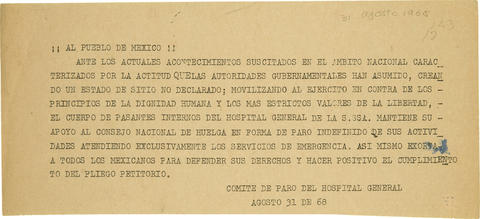 31 agosto 1968
¡¡ AL PUEBLO DE MEXICO !!
ANTE LOS ACTUALES ACONTECIMIENTOS SUSCITADOS EN EL AMBITO NACIONAL CARAC
TERIZADOS POR LA ACTITUD QUELAS AUTORIDADES GUBERNAMENTALES HAN ASUMIDO, CREAN
DO UN ESTADO DE SITIO NO DECLARADO; MOVILIZANDO AL EJERCITO EN CONTRA DE LOS
PRINCIPIOS DE LA DIGNIDAD HUMANA Y LOS MAS ESTRICTOS VALORES DE LA LIBERTAD,
EL CUERPO DE PASANTES INTERNOS DEL HOSPITAL GENERAL DE LA S.SSA. MANTIENE SU
APOYO AL CONSEJO NACIONAL DE HUELGA EN FORMA DE PARO INDEFINIDO DE SUS ACTIVI
DADES ATENDIENDO EXCLUSIVAMENTE LOS SERVICIOS DE EMERGENCIA. ASI MISMO
A TODOS LOS MEXICANOS PARA DEFENDER SUS DERECHOS Y HACER POSITIVO EL CUMPLIMIENTO
TO DEL PLIEGO PETITORIO.
COMITE DE PARO DEL HOSPITAL GENERAL
AGOSTO 31 DE 68